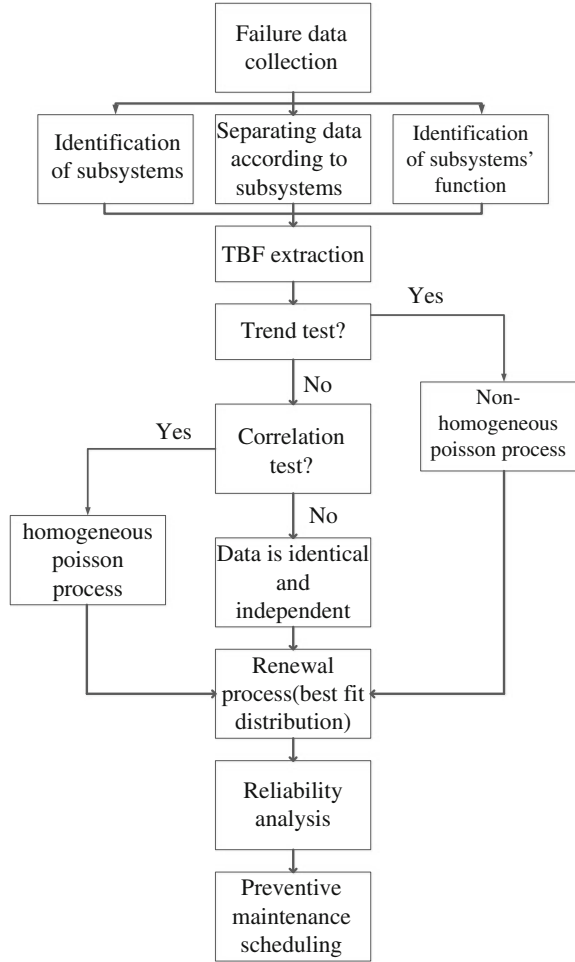 Failure data
collection
Identification
of subsystems
Separating data
according to
subsystems
Identification
of subsystems'
function
TBF extraction
Trend test?
Yes
No
Non-
homogeneous
poisson process
Correlation
test?
Yes
No
homogeneous
poisson
process
Data is identical
and
independent
Renewal
process(best fit
distribution)
Reliability
analysis
Preventive
maintenance
scheduling